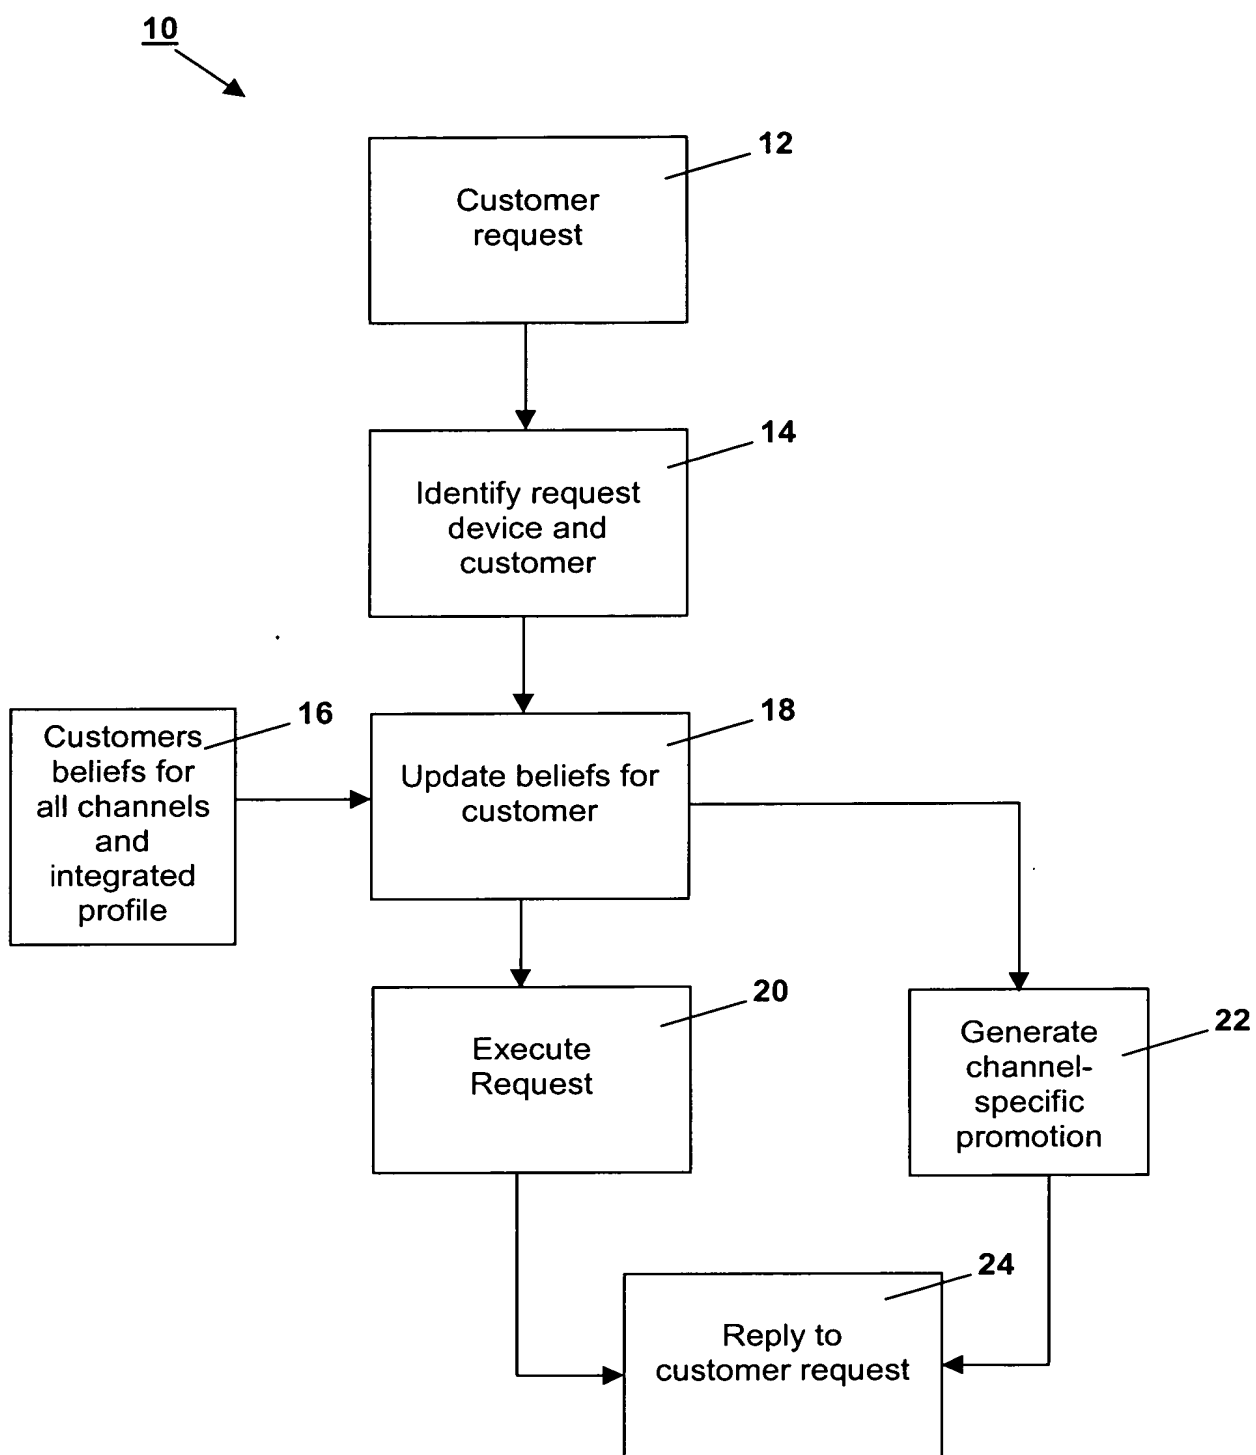 10
12
Customer
request
14
Identify request
device and
customer
16
Customers
beliefs for
all channels
and
integrated
profile
18
Update beliefs for
customer
20
Execute
Request
22
Generate
channel-
specific
promotion
24
Reply to
customer request